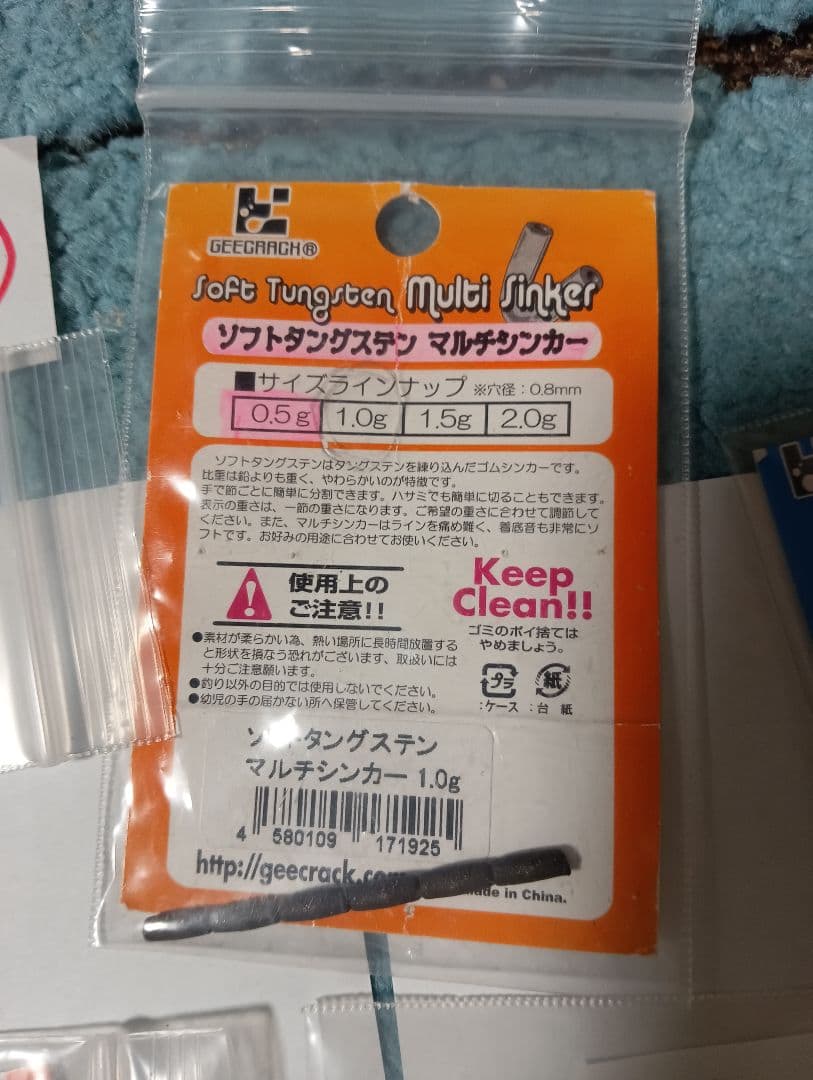 GEECRACK®
Soft Tungsten Multi Sinker
ソフトタングステン マルチシンカー
■サイズラインナップ ※穴径：0.8mm
0.5g 1.0g 1.5g 2.0g
ソフトタングステンはタングステンを練り込んだゴムシンカーです。
比重は鉛よりも重く、やわらかいのが特徴です。
手で節ごとに簡単に分割できます。ハサミでも簡単に切ることもできます。
表示の重さは、一節の重さになります。ご希望の重さに合わせて調節して
ください。また、マルチシンカーはラインを痛め難く、着底音も非常にソ
フトです。お好みの用途に合わせてお使いください。
使用上の
ご注意!!
●素材が柔らかい為、熱い場所に長時間放置する
と形状を損なう恐れがございます、取扱いには
十分ご注意願います。
●釣り以外の目的では使用しないでください。
●幼児の手の届かない所へ保管してください。
Keep
Clean!!
ゴミのポイ捨ては
やめましょう。
プラ 紙
:ケース :台 紙
ソフトタングステン
マルチシンカー 1.0g
4 580109 171925
http://geecrack.com
Made in China.